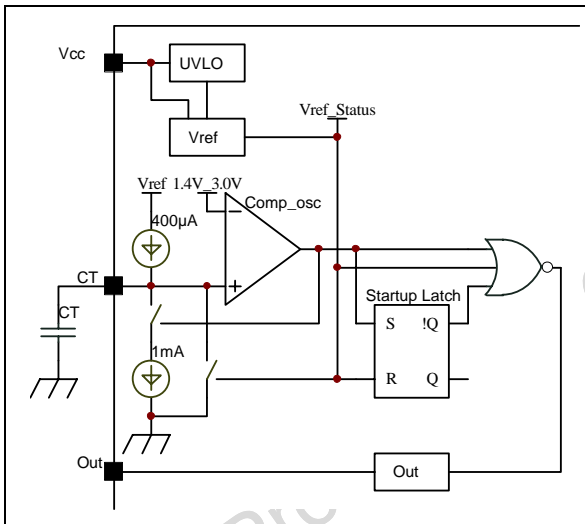 Vcc
UVLO
Vref_Status
Vref
Vref 1.4V_3.0V
Comp_osc
400µA
CT
CT
Startup Latch
S !Q
1mA
R Q
Out
Out